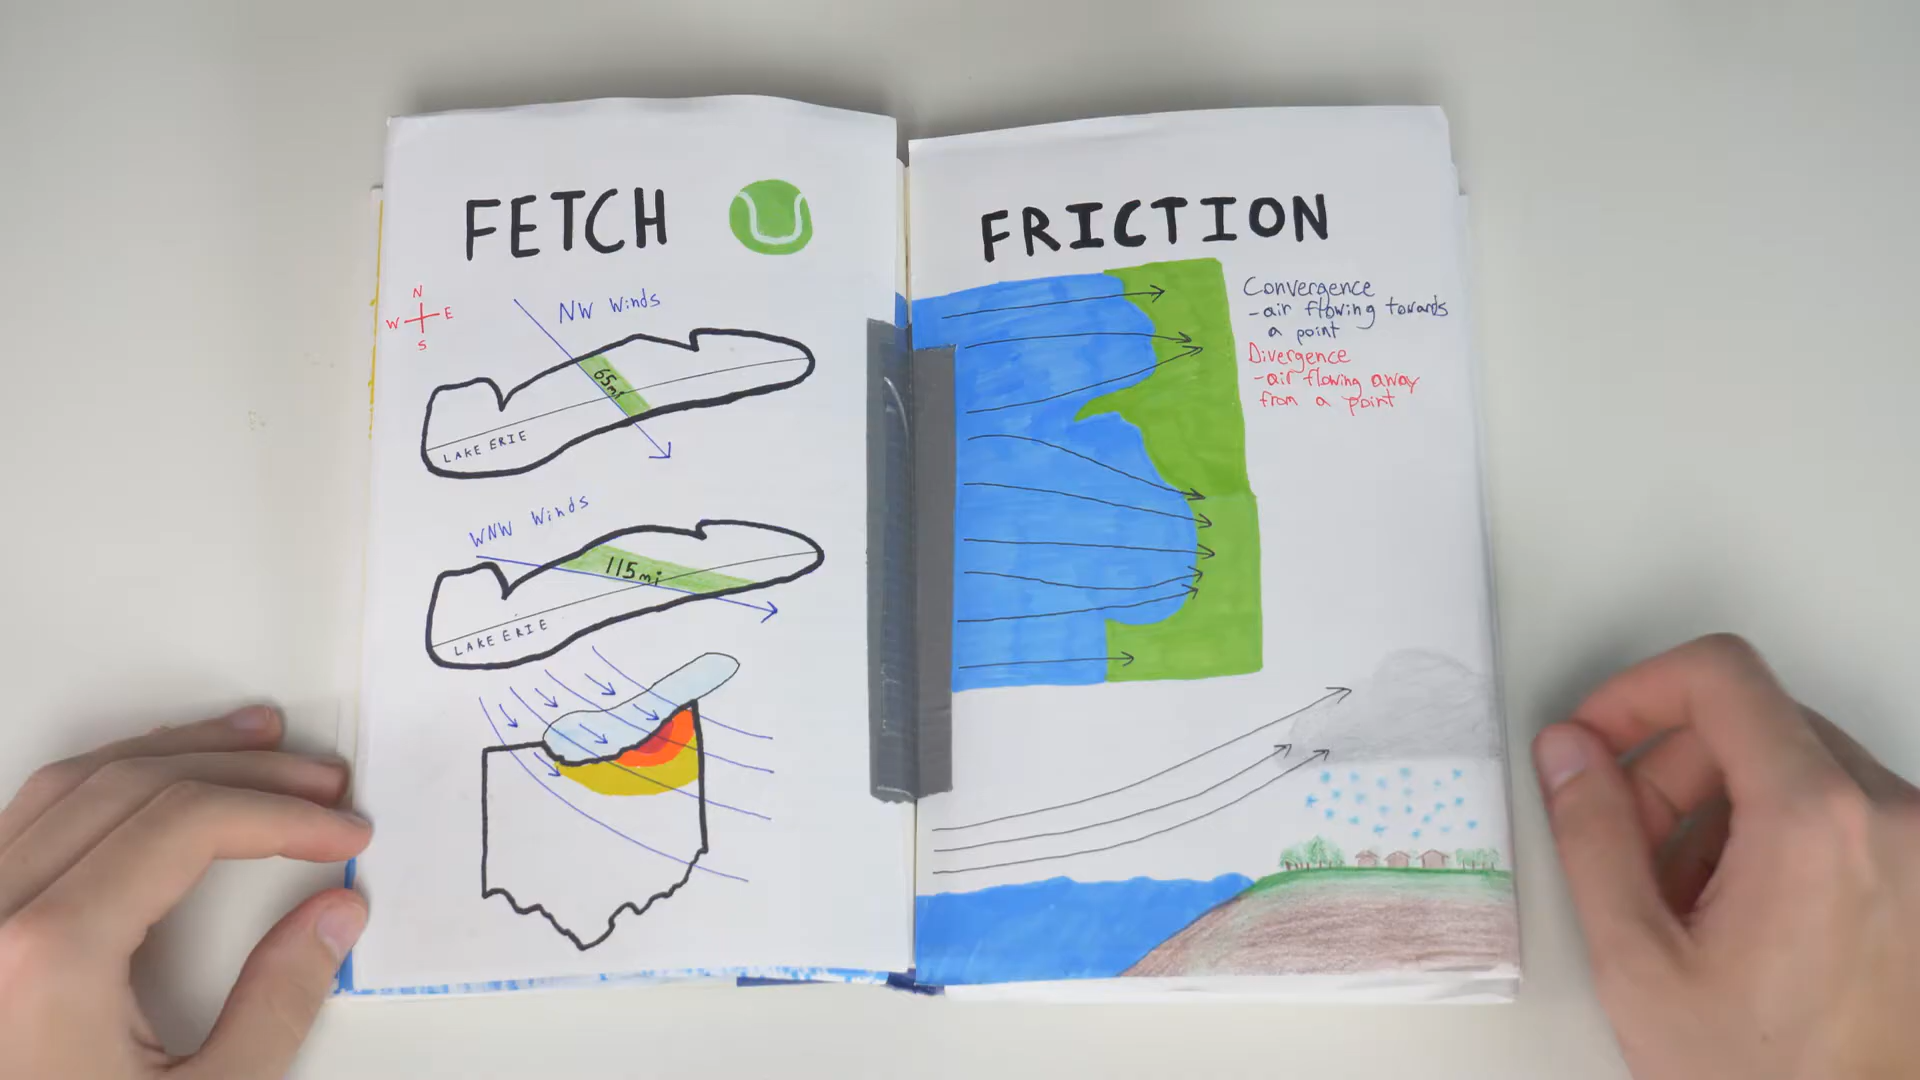 FETCH
N
W E
S
NW Winds
65mi
LAKE ERIE
WNW Winds
115mi
LAKE ERIE
FRICTION
Convergence
-air flowing towards
a point
Divergence
-air flowing away
from a point